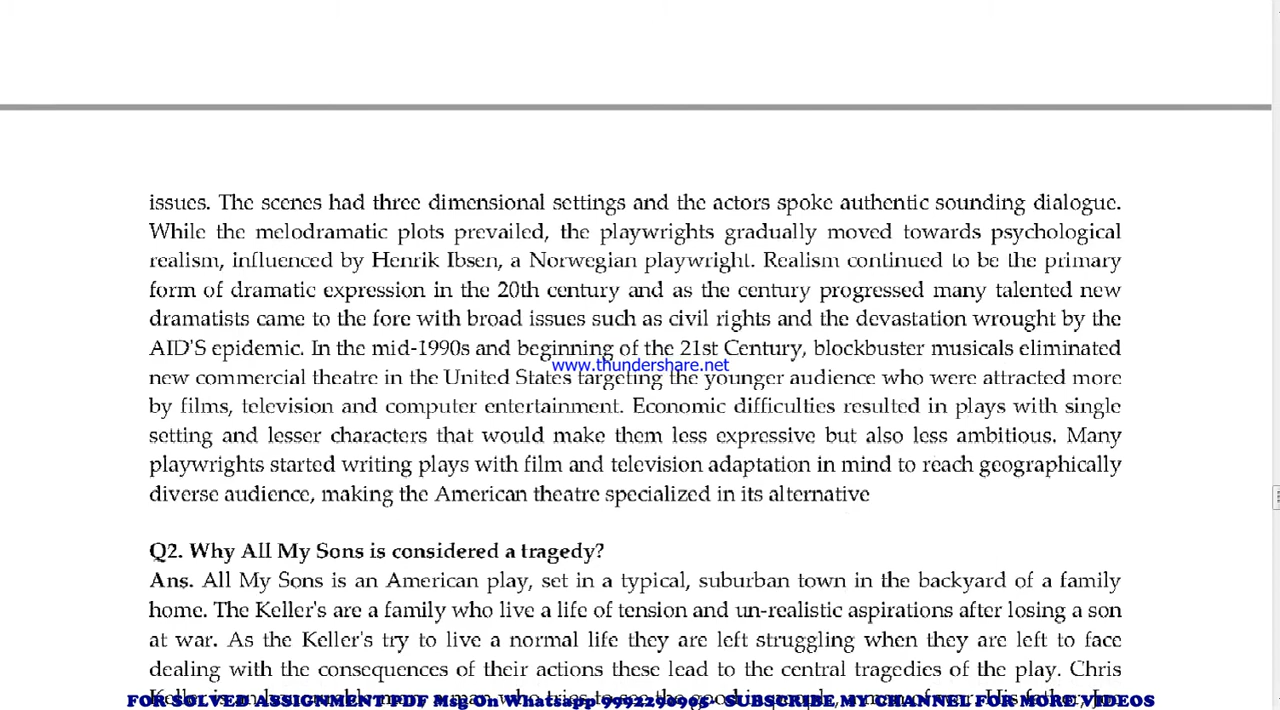 issues. The scenes had three dimensional settings and the actors spoke authentic sounding dialogue.
While the melodramatic plots prevailed, the playwrights gradually moved towards psychological
realism, influenced by Henrik Ibsen, a Norwegian playwright. Realism continued to be the primary
form of dramatic expression in the 20th century and as the century progressed many talented new
dramatists came to the fore with broad issues such as civil rights and the devastation wrought by the
AID'S epidemic. In the mid-1990s and beginning of the 21st Century, blockbuster musicals eliminated
www.thundershare.net
new commercial theatre in the United States targeting the younger audience who were attracted more
by films, television and computer entertainment. Economic difficulties resulted in plays with single
setting and lesser characters that would make them less expressive but also less ambitious. Many
playwrights started writing plays with film and television adaptation in mind to reach geographically
diverse audience, making the American theatre specialized in its alternative
Q2. Why All My Sons is considered a tragedy?
Ans. All My Sons is an American play, set in a typical, suburban town in the backyard of a family
home. The Keller's are a family who live a life of tension and un-realistic aspirations after losing a son
at war. As the Keller's try to live a normal life they are left struggling when they are left to face
dealing with the consequences of their actions these lead to the central tragedies of the play. Chris
FOR SOLVED ASSIGNMENT PDF Msg On Whatsapp 9992290905- SUBSCRIBE MY CHANNEL FOR MORE VIDEOS